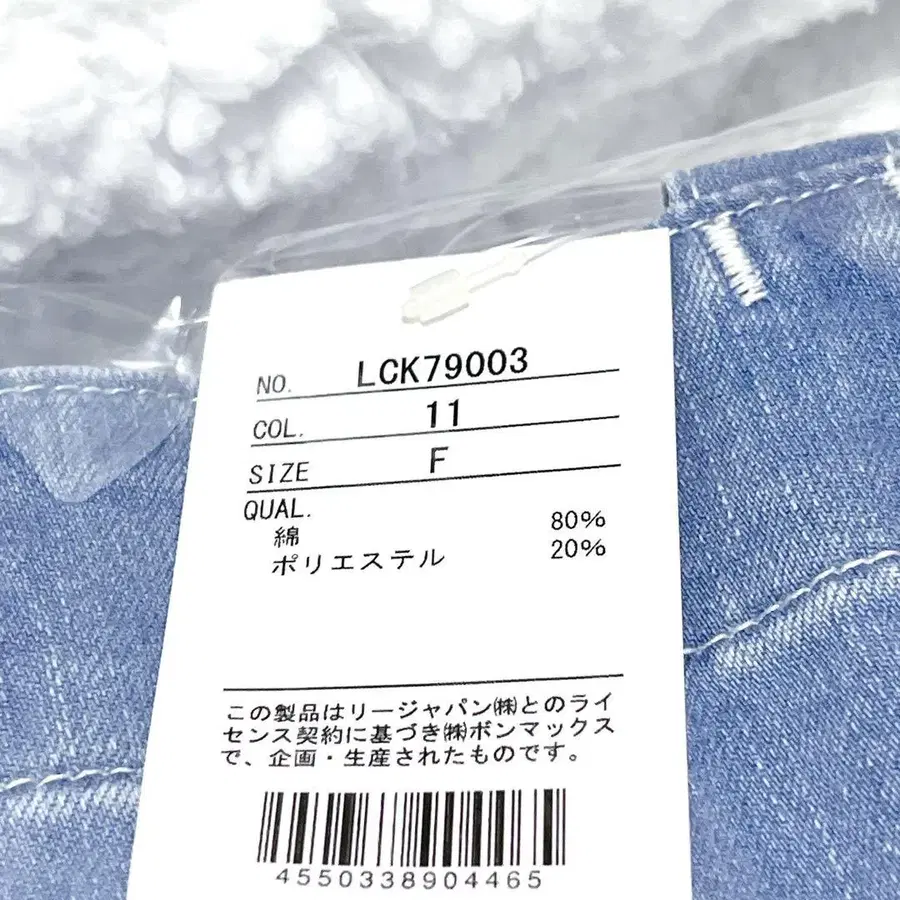 NO. LCK79003
COL. 11
SIZE F
QUAL.
綿 80%
ポリエステル 20%
この製品はリージャパン㈱とのライ
センス契約に基づき㈱ボンマックス
で、企画・生産されたものです。
4550338904465